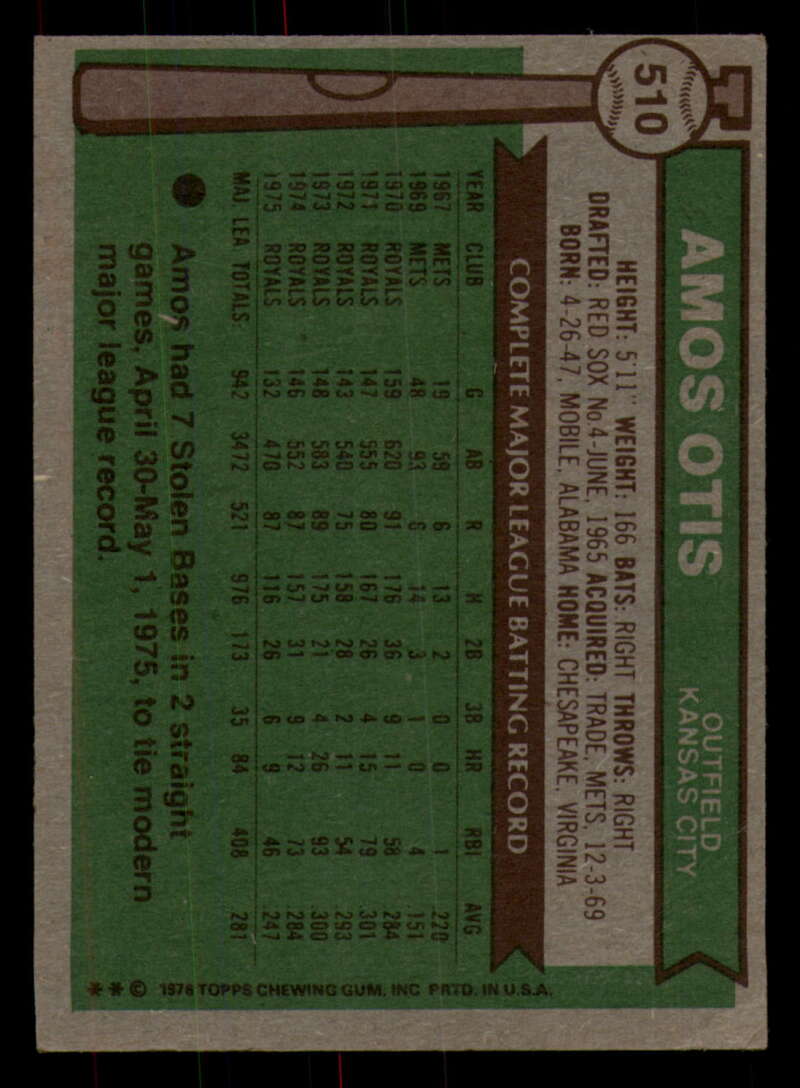 510
AMOS OTIS
OUTFIELD
KANSAS CITY
HEIGHT: 5'11" WEIGHT: 166 BATS: RIGHT THROWS: RIGHT
DRAFTED: RED SOX No.4-JUNE, 1965 ACQUIRED: TRADE, METS, 12-3-69
BORN: 4-26-47, MOBILE, ALABAMA HOME: CHESAPEAKE, VIRGINIA
COMPLETE MAJOR LEAGUE BATTING RECORD
YEAR CLUB G AB R H 2B 3B HR RBI AVG
1967 METS 19 59 6 13 2 0 0 1 .220
1969 METS 48 93 6 14 3 1 0 4 .151
1970 ROYALS 159 620 91 176 36 9 11 58 .284
1971 ROYALS 147 555 80 167 26 4 15 79 .301
1972 ROYALS 143 540 75 158 28 2 11 54 .293
1973 ROYALS 148 583 89 175 21 4 26 93 .300
1974 ROYALS 146 552 87 157 31 9 12 73 .284
1975 ROYALS 132 470 87 116 26 6 9 46 .247
MAJ. LEA. TOTALS 942 3472 521 976 173 35 84 408 .281
Amos had 7 Stolen Bases in 2 straight
games, April 30-May 1, 1975, to tie modern
major league record.
** © 1976 TOPPS CHEWING GUM, INC. PRTD. IN U.S.A.